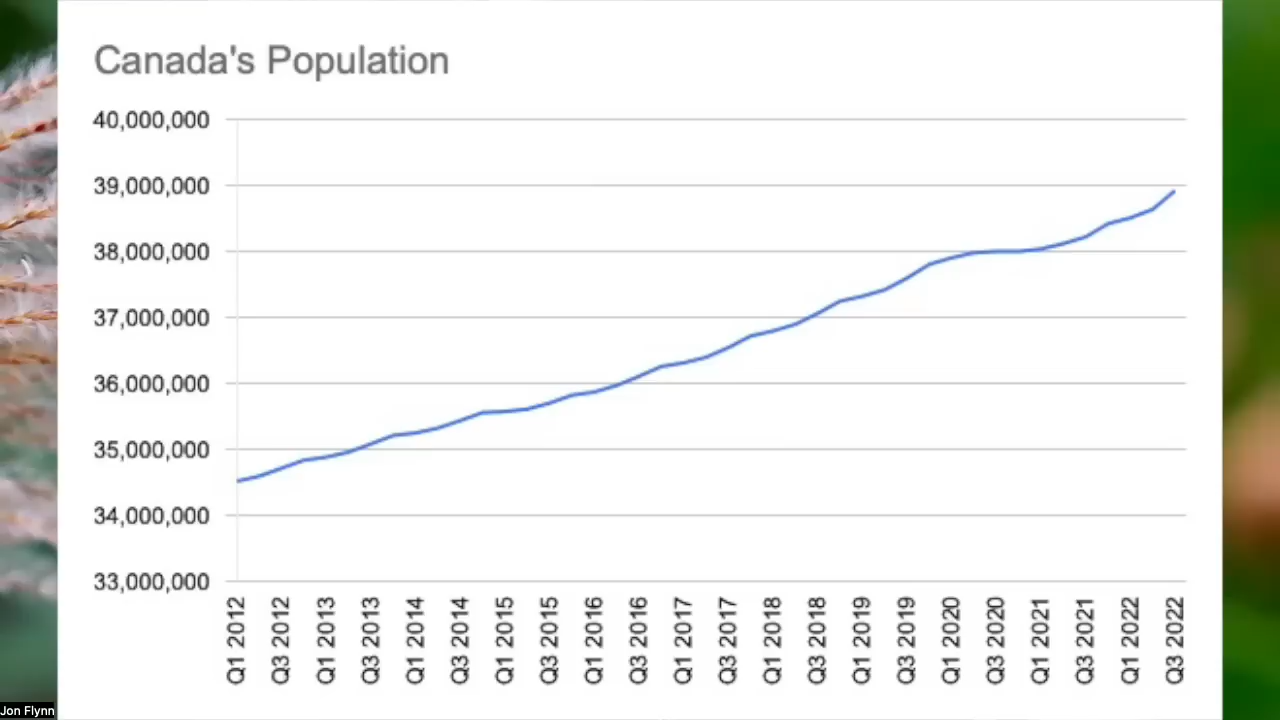 Canada's Population
40,000,000
39,000,000
38,000,000
37,000,000
36,000,000
35,000,000
34,000,000
33,000,000
Q1 2012
Q3 2012
Q1 2013
Q3 2013
Q1 2014
Q3 2014
Q1 2015
Q3 2015
Q1 2016
Q3 2016
Q1 2017
Q3 2017
Q1 2018
Q3 2018
Q1 2019
Q3 2019
Q1 2020
Q3 2020
Q1 2021
Q3 2021
Q1 2022
Q3 2022
Jon Flynn